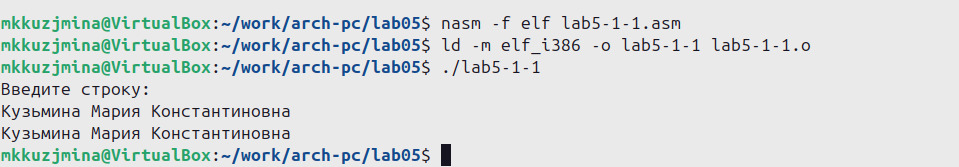 mkkuzjmina@VirtualBox:~/work/arch-pc/lab05$ nasm -f elf lab5-1-1.asm
mkkuzjmina@VirtualBox:~/work/arch-pc/lab05$ ld -m elf_i386 -o lab5-1-1 lab5-1-1.o
mkkuzjmina@VirtualBox:~/work/arch-pc/lab05$ ./lab5-1-1
Введите строку:
Кузьмина Мария Константиновна
Кузьмина Мария Константиновна
mkkuzjmina@VirtualBox:~/work/arch-pc/lab05$